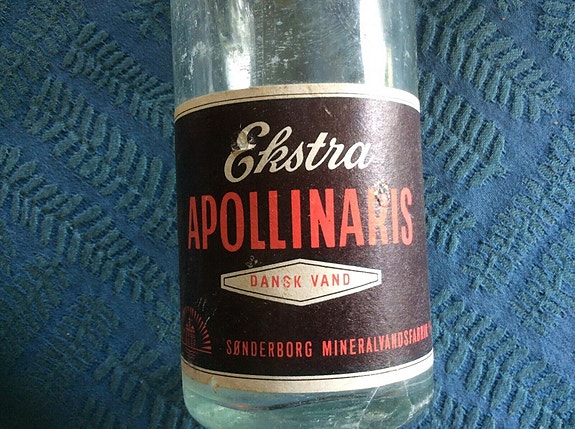 Ekstra
APOLLINARIS
DANSK VAND
SØNDERBORG MINERALVANDSFABRIK